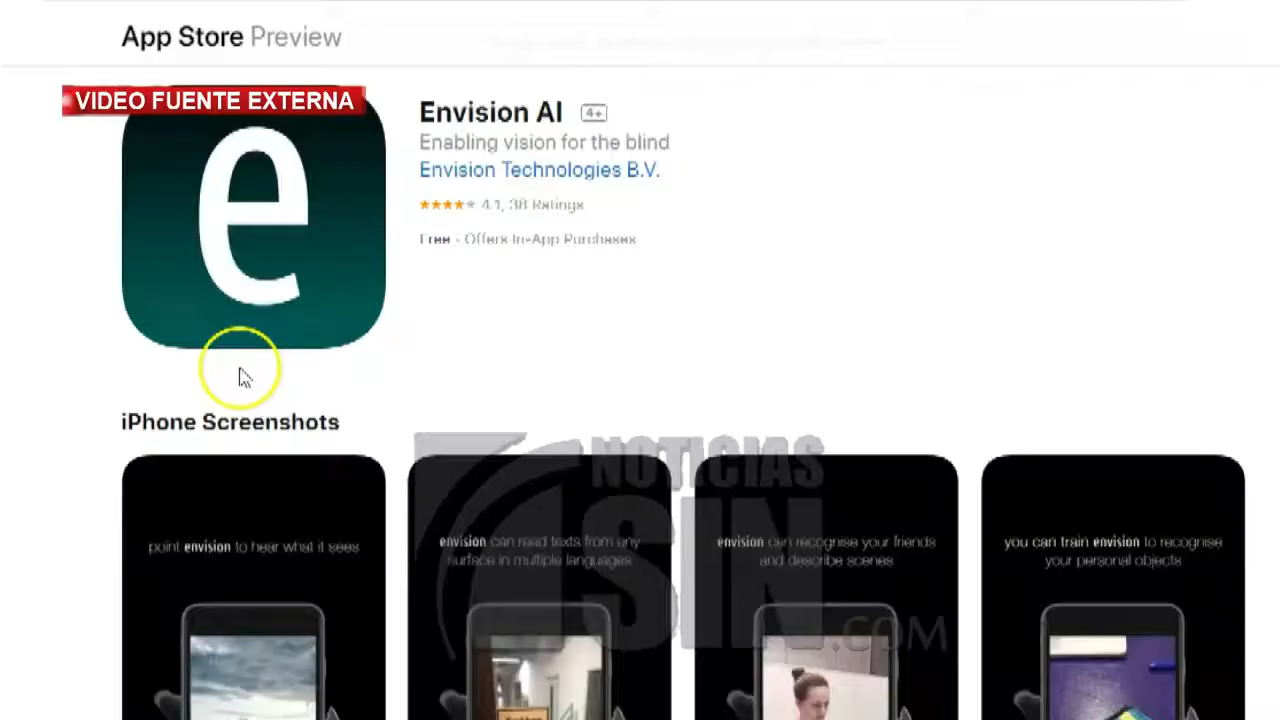 App Store Preview
VIDEO FUENTE EXTERNA
e
Envision AI 4+
Enabling vision for the blind
Envision Technologies B.V.
4.1, 38 Ratings
Free · Offers In-App Purchases
iPhone Screenshots
NOTICIAS
SIN
.COM
point envision to hear what it sees
envision can read texts from any
surface in multiple languages
envision can recognise your friends
and describe scenes
you can train envision to recognise
your personal objects